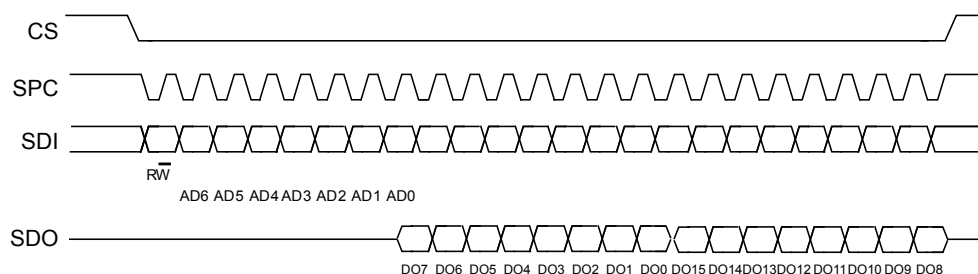 CS
SPC
SDI
RW
AD6 AD5 AD4 AD3 AD2 AD1 AD0
SDO
DO7 DO6 DO5 DO4 DO3 DO2 DO1 DO0 DO15 DO14 DO13 DO12 DO11 DO10 DO9 DO8